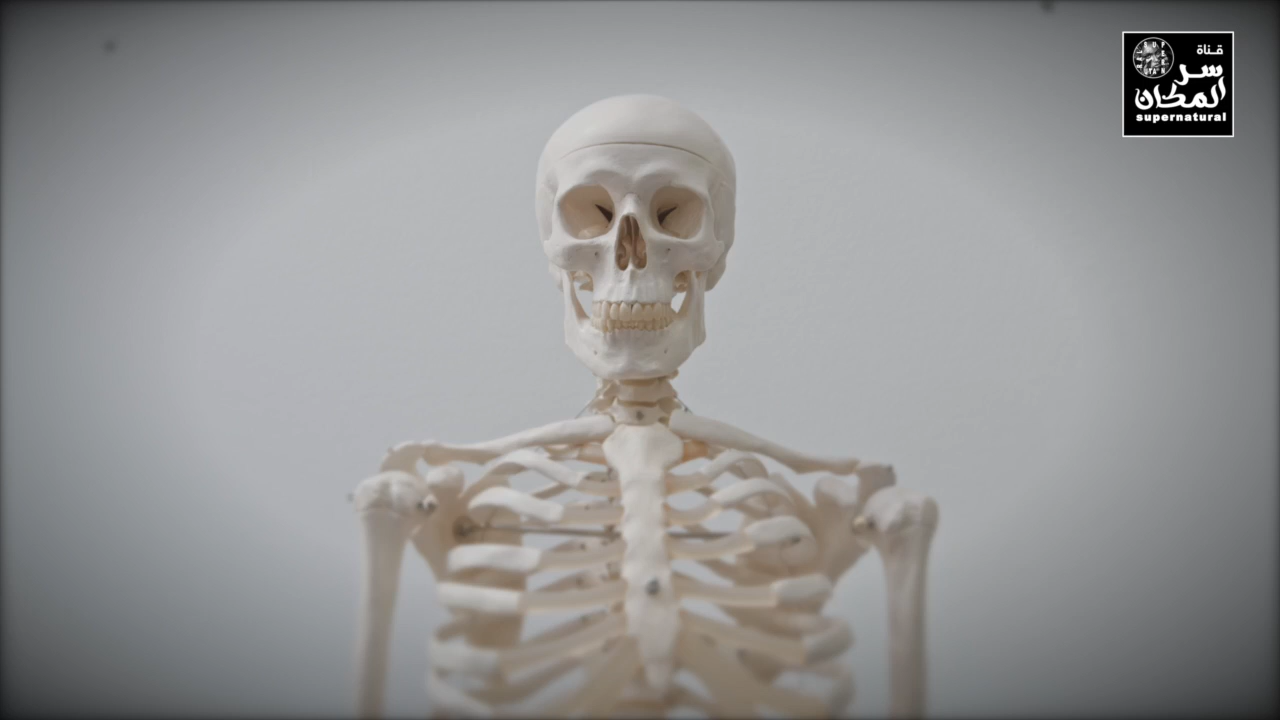 قناة
سر
المكان
supernatural